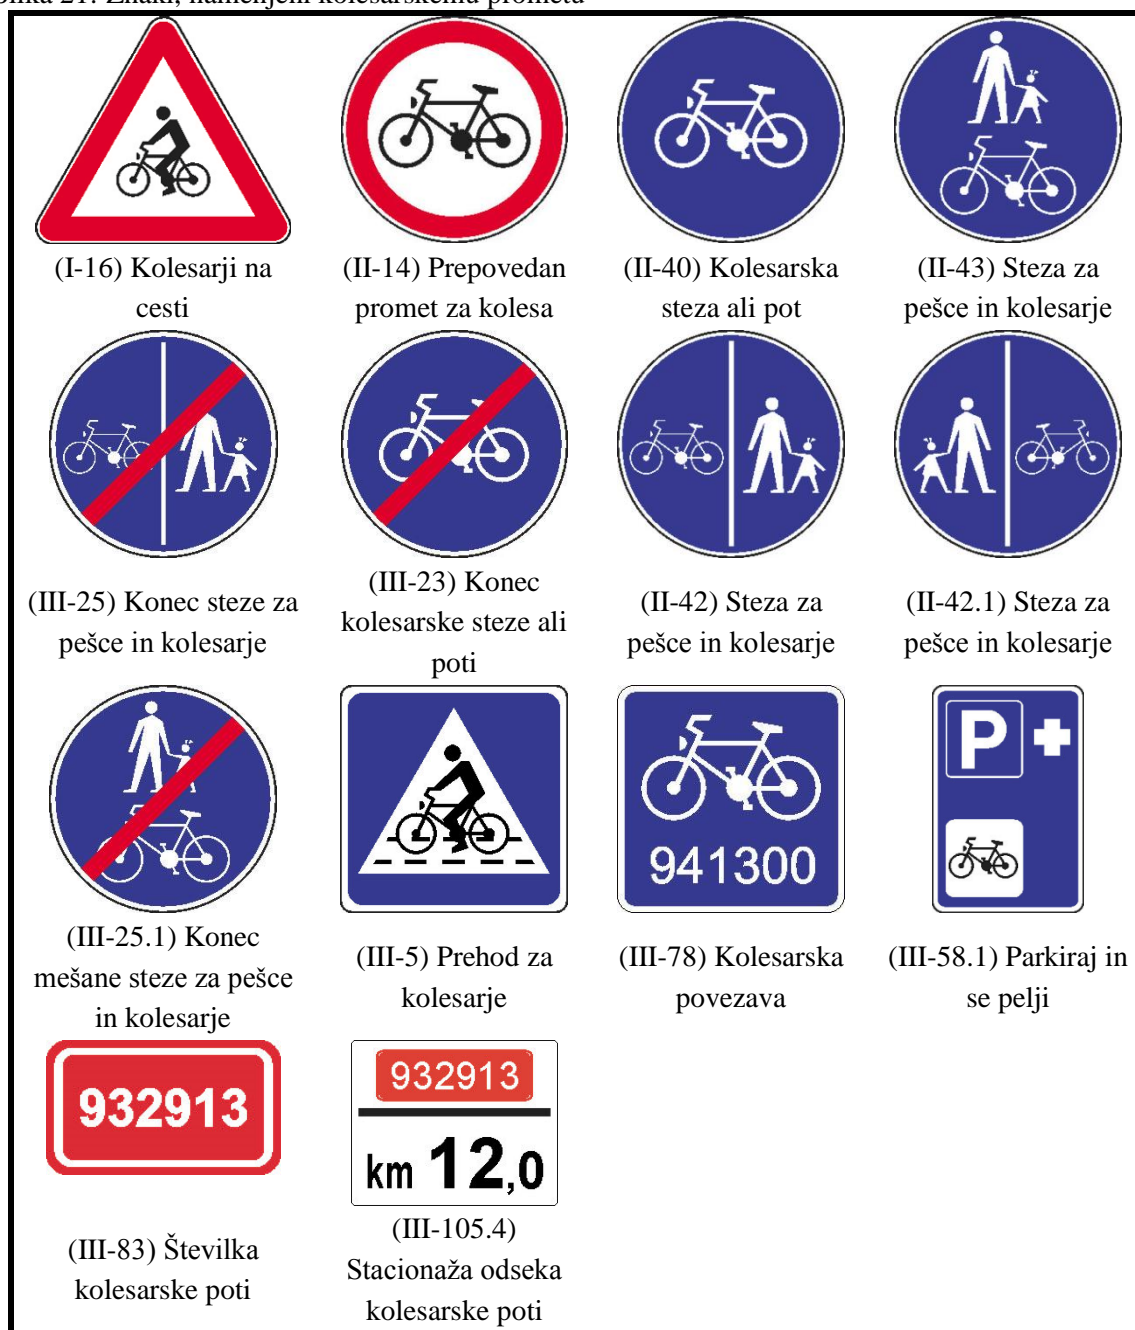 21: Znaki, namenjeni kolesarskemu prometu
(I-16) Kolesarji na
cesti
(II-14) Prepovedan
promet za kolesa
(II-40) Kolesarska
steza ali pot
(II-43) Steza za
pešce in kolesarje
(III-25) Konec steze za
pešce in kolesarje
(III-23) Konec
kolesarske steze ali
poti
(II-42) Steza za
pešce in kolesarje
(II-42.1) Steza za
pešce in kolesarje
941300
P+
(III-25.1) Konec
mešane steze za pešce
in kolesarje
(III-5) Prehod za
kolesarje
(III-78) Kolesarska
povezava
(III-58.1) Parkiraj in
se pelji
932913
932913
km 12,0
(III-83) Številka
kolesarske poti
(III-105.4)
Stacionaža odseka
kolesarske poti